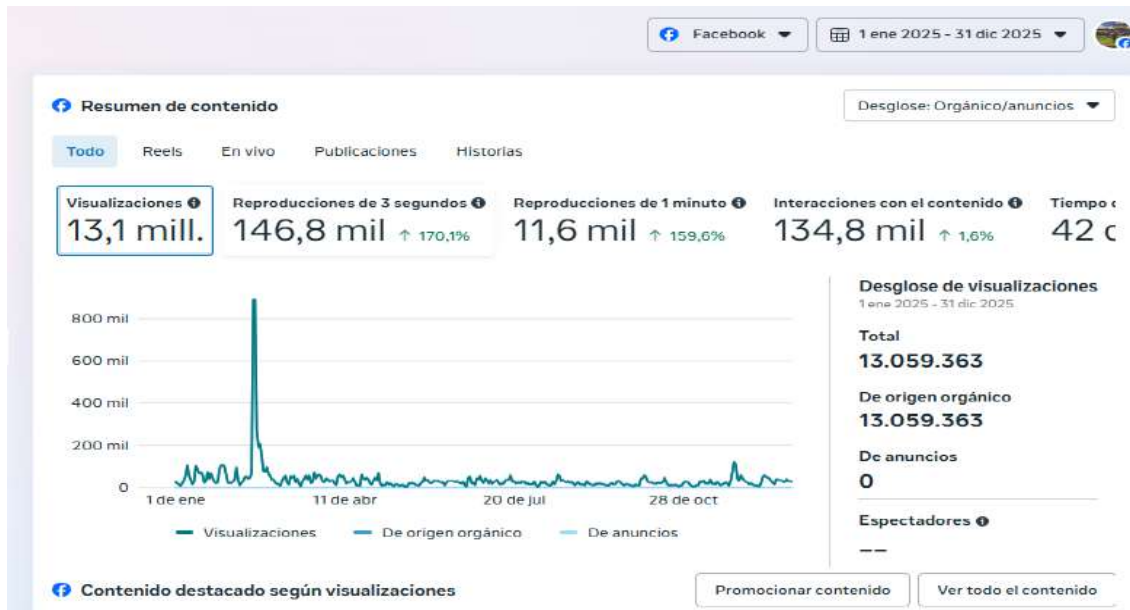 Facebook
1 ene 2025 - 31 dic 2025
Resumen de contenido
Desglose: Orgánico/anuncios
Todo Reels En vivo Publicaciones Historias
Visualizaciones Reproducciones de 3 segundos Reproducciones de 1 minuto Interacciones con el contenido Tiempo
13,1 mill. 146,8 mil ↑ 170,1% 11,6 mil ↑ 159,6% 134,8 mil ↑ 1,6% 42
800 mil
600 mil
400 mil
200 mil
0
1 de ene 11 de abr 20 de jul 28 de oct
Visualizaciones De origen orgánico De anuncios
Desglose de visualizaciones
1 ene 2025 - 31 dic 2025
Total
13.059.363
De origen orgánico
13.059.363
De anuncios
0
Espectadores
--
Contenido destacado según visualizaciones
Promocionar contenido
Ver todo el contenido